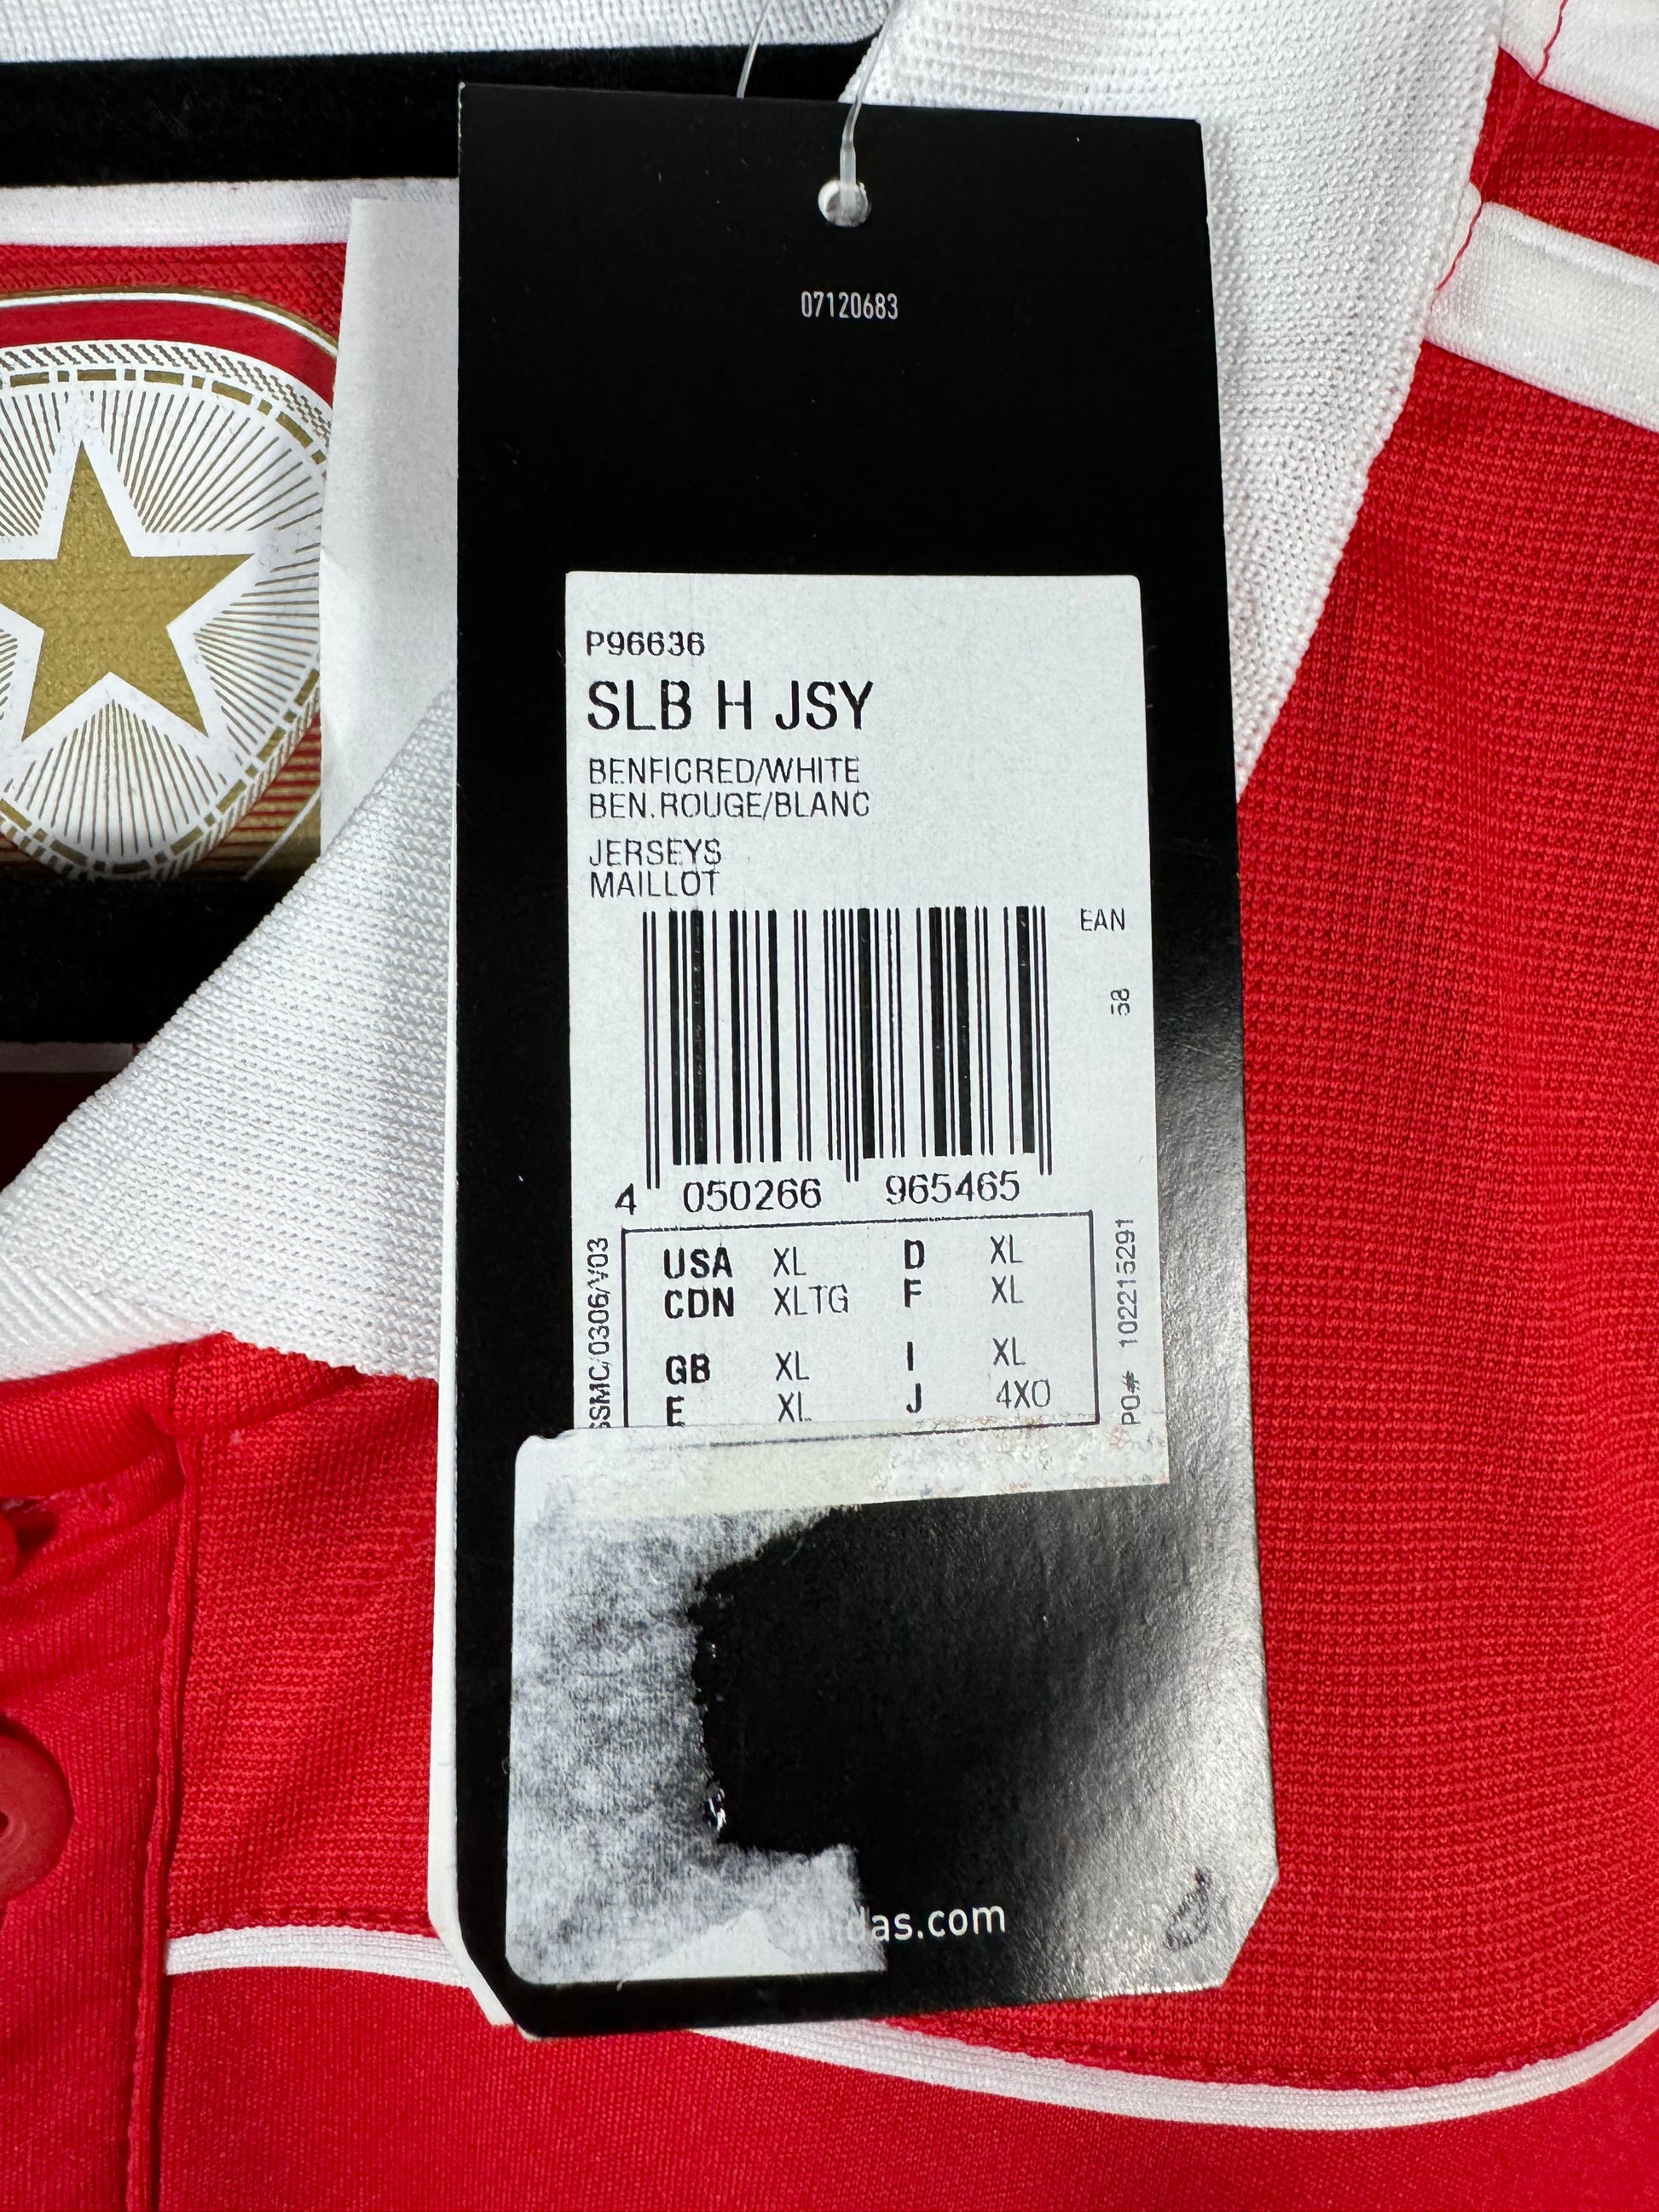 07120683
P96636
SLB H JSY
BENFICRED/WHITE
BEN.ROUGE/BLANC
JERSEYS
MAILLOT
EAN
58
4 050266 965465
SSMC/0306/V03
USA XL D XL
CDN XLTG F XL
GB XL I XL
E XL J 4XO
PO# 102215291
das.com